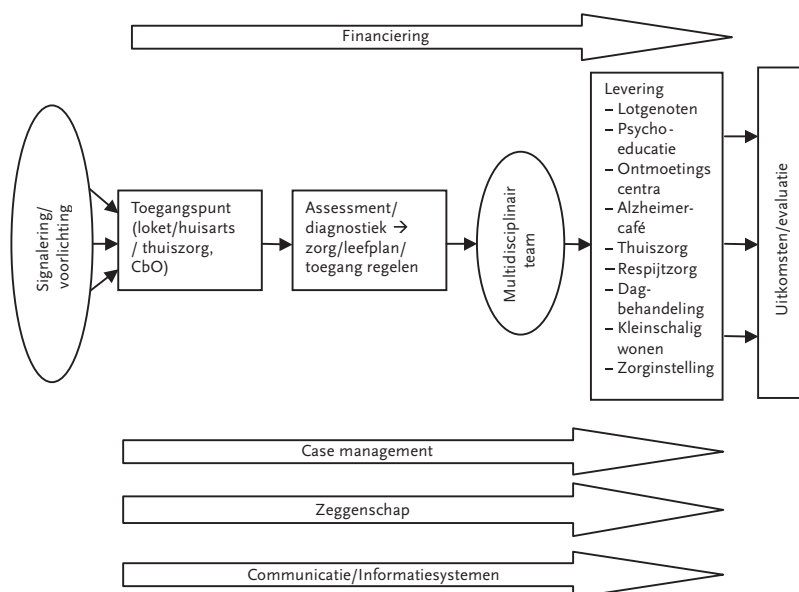 Financiering
Signalering/
voorlichting
Toegangspunt
(loket/huisarts
/ thuiszorg,
CbO)
Assessment/
diagnostiek →
zorg/leefplan/
toegang regelen
Multidisciplinair
team
Levering
– Lotgenoten
– Psycho-
educatie
– Ontmoetings
centra
– Alzheimer-
café
– Thuiszorg
– Respijtzorg
– Dag-
behandeling
– Kleinschalig
wonen
– Zorginstelling
Uitkomsten/evaluatie
Case management
Zeggenschap
Communicatie/Informatiesystemen